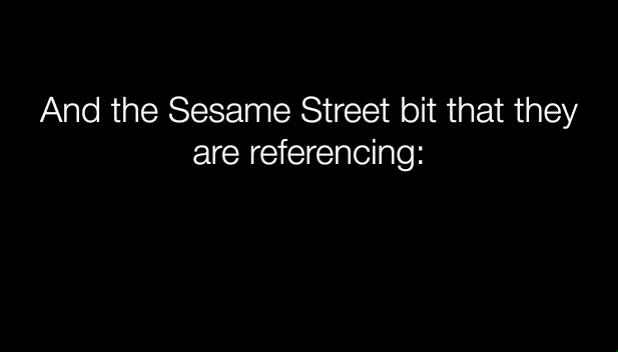 And the Sesame Street bit that they
are referencing: